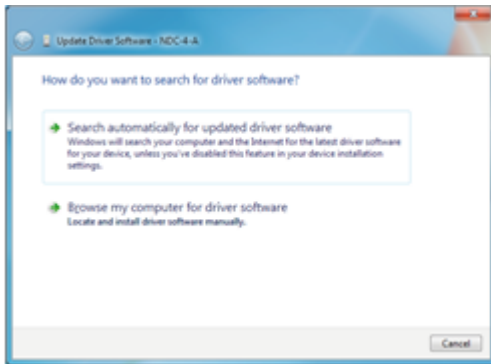 Update Driver Software - NDC-4-A
How do you want to search for driver software?
Search automatically for updated driver software
Windows will search your computer and the Internet for the latest driver software
for your device, unless you've disabled this feature in your device installation
settings.
Browse my computer for driver software
Locate and install driver software manually.
Cancel